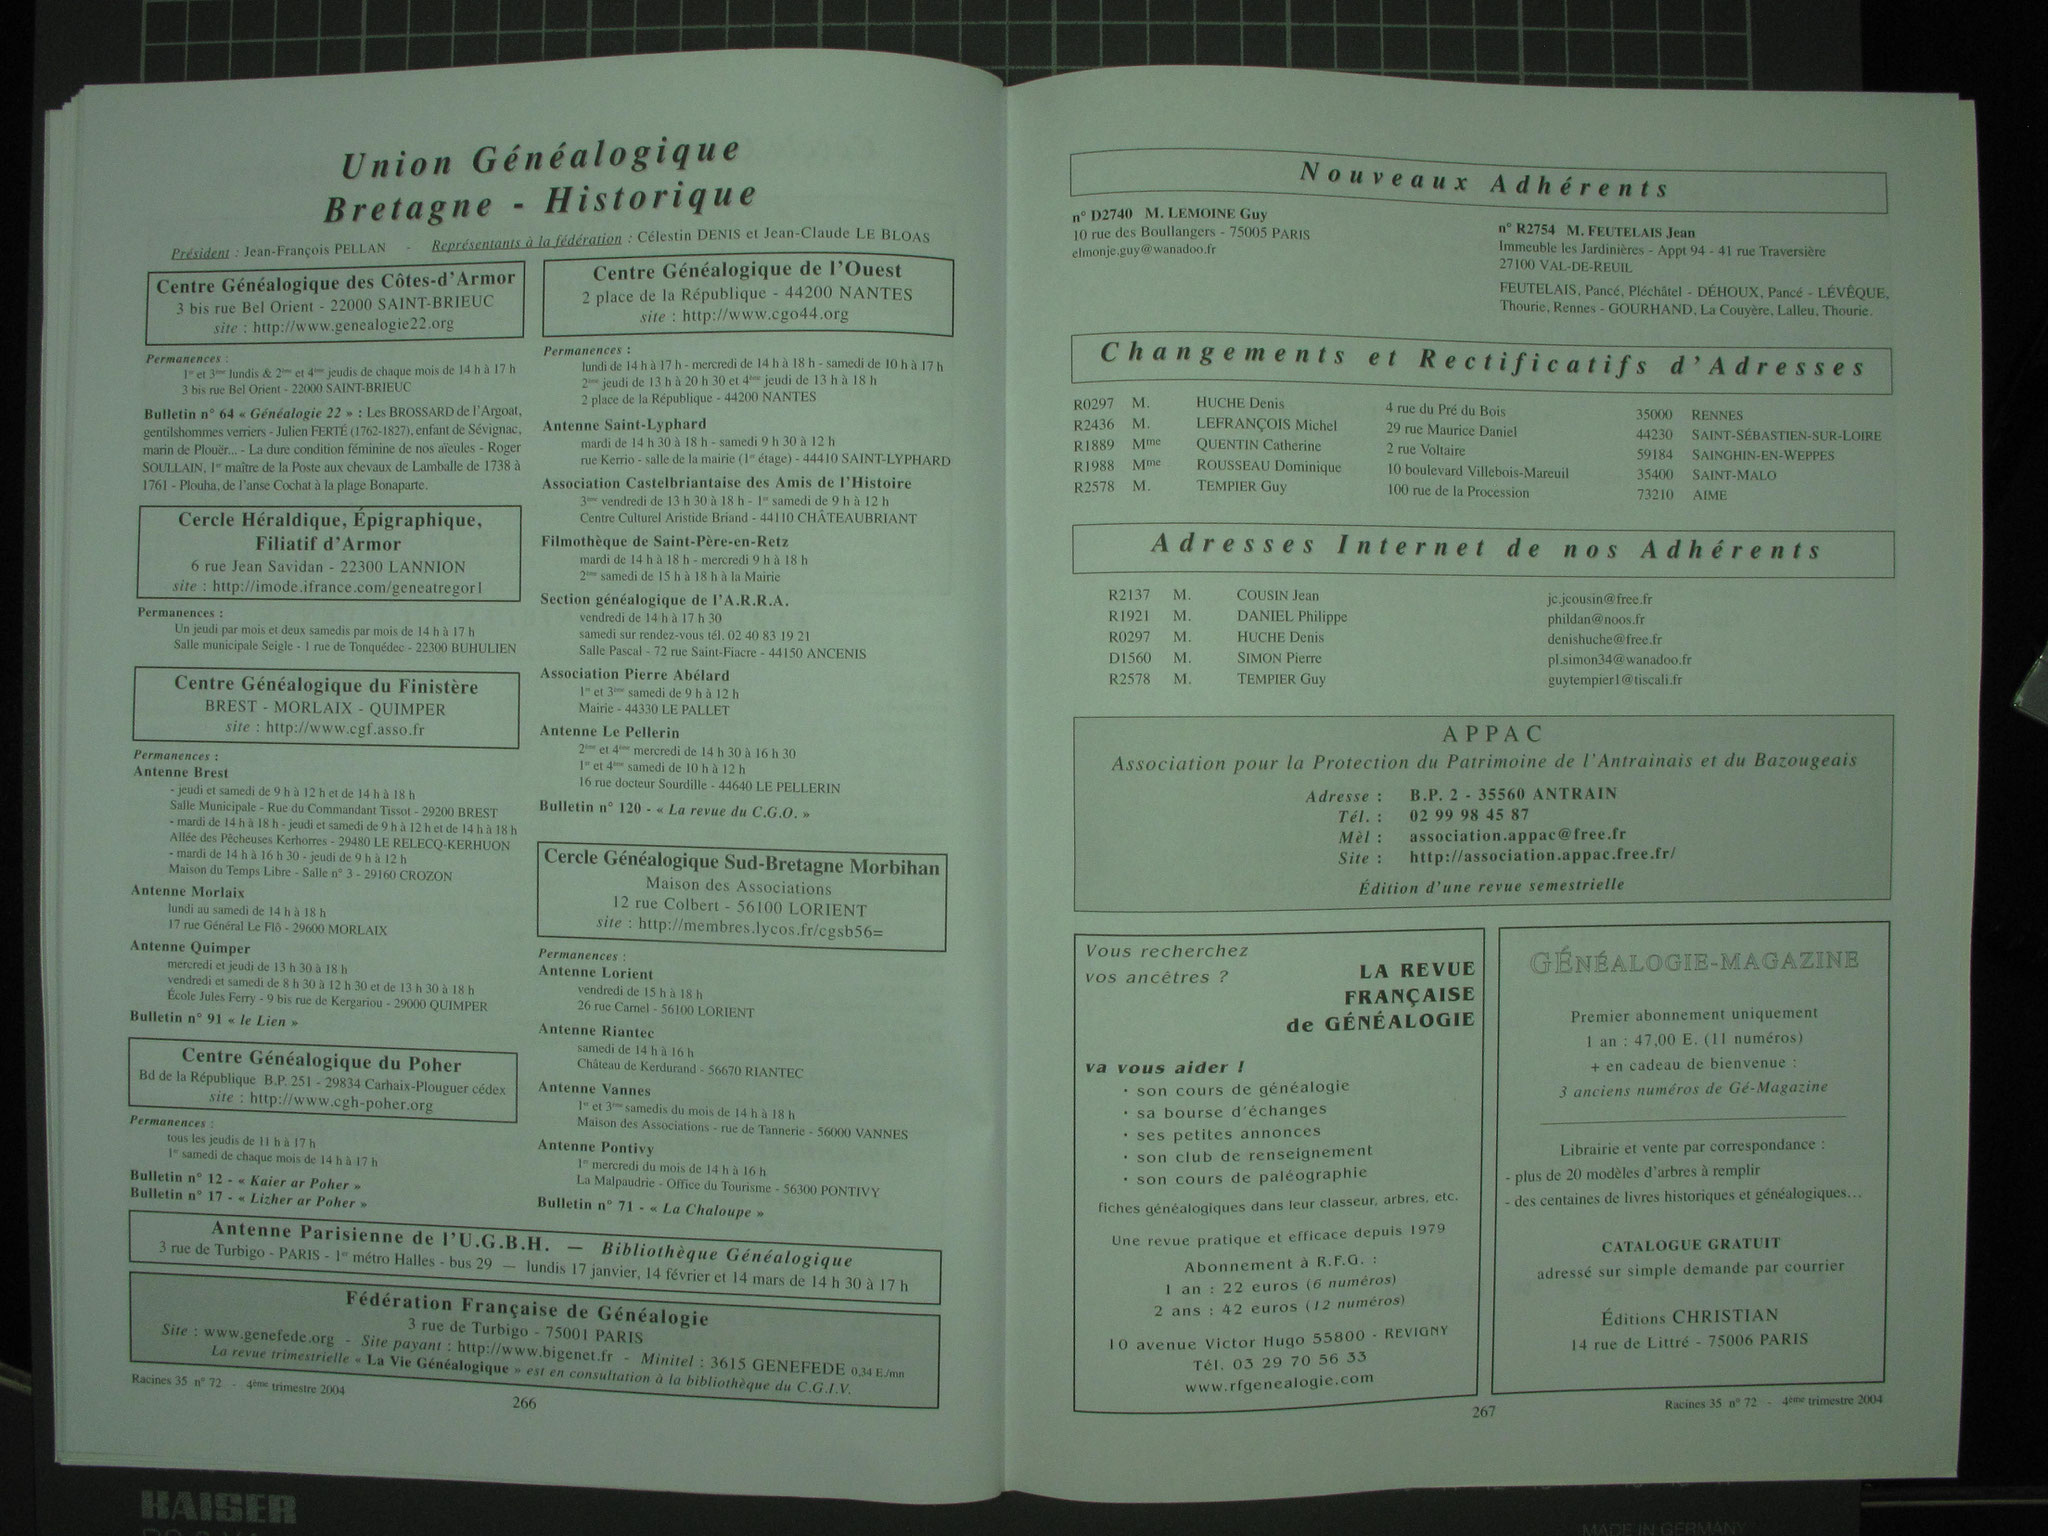 Union Généalogique
Bretagne - Historique
Président : Jean-François PELLAN - Représentants à la fédération : Célestin DENIS et Jean-Claude LE BLOAS
Centre Généalogique des Côtes-d'Armor
3 bis rue Bel Orient - 22000 SAINT-BRIEUC
site : http://www.genealogie22.org
Permanences :
1er et 3ème lundis & 2ème et 4ème jeudis de chaque mois de 14 h à 17 h
3 bis rue Bel Orient - 22000 SAINT-BRIEUC
Bulletin n° 64 « Généalogie 22 » : Les BROSSARD de l'Argoat,
gentilshommes verriers - Julien FERTÉ (1762-1827), enfant de Sévignac,
marin de Plouër... - La dure condition féminine de nos aïeules - Roger
SOULLAIN, 1er maître de la Poste aux chevaux de Lamballe de 1738 à
1761 - Plouha, de l'anse Cochat à la plage Bonaparte.
Cercle Héraldique, Épigraphique,
Filiatif d'Armor
6 rue Jean Savidan - 22300 LANNION
site : http://imode.ifrance.com/geneatregor1
Permanences :
Un jeudi par mois et deux samedis par mois de 14 h à 17 h
Salle municipale Seigle - 1 rue de Tonquédec - 22300 BUHULIEN
Centre Généalogique du Finistère
BREST - MORLAIX - QUIMPER
site : http://www.cgf.asso.fr
Permanences :
Antenne Brest
- jeudi et samedi de 9 h à 12 h et de 14 h à 18 h
Salle Municipale - Rue du Commandant Tissot - 29200 BREST
- mardi de 14 h à 18 h - jeudi et samedi de 9 h à 12 h et de 14 h à 18 h
Allée des Pêcheuses Kerhorres - 29480 LE RELECQ-KERHUON
- mardi de 14 h à 16 h 30 - jeudi de 9 h à 12 h
Maison du Temps Libre - Salle n° 3 - 29160 CROZON
Antenne Morlaix
lundi au samedi de 14 h à 18 h
17 rue Général Le Flô - 29600 MORLAIX
Antenne Quimper
mercredi et jeudi de 13 h 30 à 18 h
vendredi et samedi de 8 h 30 à 12 h 30 et de 13 h 30 à 18 h
École Jules Ferry - 9 bis rue de Kergariou - 29000 QUIMPER
Bulletin n° 91 « le Lien »
Centre Généalogique du Poher
Bd de la République B.P. 251 - 29834 Carhaix-Plouguer cédex
site : http://www.cgh-poher.org
Permanences :
tous les jeudis de 11 h à 17 h
1er samedi de chaque mois de 14 h à 17 h
Bulletin n° 12 - « Kaier ar Poher »
Bulletin n° 17 - « Lizher ar Poher »
Centre Généalogique de l'Ouest
2 place de la République - 44200 NANTES
site : http://www.cgo44.org
Permanences :
lundi de 14 h à 17 h - mercredi de 14 h à 18 h - samedi de 10 h à 17 h
2ème jeudi de 13 h à 20 h 30 et 4ème jeudi de 13 h à 18 h
2 place de la République - 44200 NANTES
Antenne Saint-Lyphard
mardi de 14 h 30 à 18 h - samedi 9 h 30 à 12 h
rue Kerrio - salle de la mairie (1er étage) - 44410 SAINT-LYPHARD
Association Castelbriantaise des Amis de l'Histoire
3ème vendredi de 13 h 30 à 18 h - 1er samedi de 9 h à 12 h
Centre Culturel Aristide Briand - 44110 CHÂTEAUBRIANT
Filmothèque de Saint-Père-en-Retz
mardi de 14 h à 18 h - mercredi 9 h à 18 h
2ème samedi de 15 h à 18 h à la Mairie
Section généalogique de l'A.R.R.A.
vendredi de 14 h à 17 h 30
samedi sur rendez-vous tél. 02 40 83 19 21
Salle Pascal - 72 rue Saint-Fiacre - 44150 ANCENIS
Association Pierre Abélard
1er et 3ème samedi de 9 h à 12 h
Mairie - 44330 LE PALLET
Antenne Le Pellerin
2ème et 4ème mercredi de 14 h 30 à 16 h 30
1er et 4ème samedi de 10 h à 12 h
16 rue docteur Sourdille - 44640 LE PELLERIN
Bulletin n° 120 - « La revue du C.G.O. »
Cercle Généalogique Sud-Bretagne Morbihan
Maison des Associations
12 rue Colbert - 56100 LORIENT
site : http://membres.lycos.fr/cgsb56=
Permanences :
Antenne Lorient
vendredi de 15 h à 18 h
26 rue Carnel - 56100 LORIENT
Antenne Riantec
samedi de 14 h à 16 h
Château de Kerdurand - 56670 RIANTEC
Antenne Vannes
1er et 3ème samedis du mois de 14 h à 18 h
Maison des Associations - rue de Tannerie - 56000 VANNES
Antenne Pontivy
1er mercredi du mois de 14 h à 16 h
La Malpaudrie - Office du Tourisme - 56300 PONTIVY
Bulletin n° 71 - « La Chaloupe »
Antenne Parisienne de l'U.G.B.H. — Bibliothèque Généalogique
3 rue de Turbigo - PARIS - 1er métro Halles - bus 29 — lundis 17 janvier, 14 février et 14 mars de 14 h 30 à 17 h
Fédération Française de Généalogie
3 rue de Turbigo - 75001 PARIS
Site : www.genefede.org - Site payant : http://www.bigenet.fr - Minitel : 3615 GENEFEDE 0,34 E/mn
La revue trimestrielle « La Vie Généalogique » est en consultation à la bibliothèque du C.G.I.V.
Racines 35 n° 72 - 4ème trimestre 2004
266
Nouveaux Adhérents
n° D2740 M. LEMOINE Guy
10 rue des Boullangers - 75005 PARIS
elmonje.guy@wanadoo.fr
n° R2754 M. FEUTELAIS Jean
Immeuble les Jardinières - Appt 94 - 41 rue Traversière
27100 VAL-DE-REUIL
FEUTELAIS, Pancé, Pléchâtel - DÉHOUX, Pancé - LÉVÊQUE,
Thourie, Rennes - GOURHAND, La Couyère, Lalleu, Thourie.
Changements et Rectificatifs d'Adresses
R0297 M. HUCHE Denis 4 rue du Pré du Bois 35000 RENNES
R2436 M. LEFRANÇOIS Michel 29 rue Maurice Daniel 44230 SAINT-SÉBASTIEN-SUR-LOIRE
R1889 Mme QUENTIN Catherine 2 rue Voltaire 59184 SAINGHIN-EN-WEPPES
R1988 Mme ROUSSEAU Dominique 10 boulevard Villebois-Mareuil 35400 SAINT-MALO
R2578 M. TEMPIER Guy 100 rue de la Procession 73210 AIME
Adresses Internet de nos Adhérents
R2137 M. COUSIN Jean jc.jcousin@free.fr
R1921 M. DANIEL Philippe phildan@noos.fr
R0297 M. HUCHE Denis denishuche@free.fr
D1560 M. SIMON Pierre pl.simon34@wanadoo.fr
R2578 M. TEMPIER Guy guytempier1@tiscali.fr
APPAC
Association pour la Protection du Patrimoine de l'Antrainais et du Bazougeais
Adresse : B.P. 2 - 35560 ANTRAIN
Tél. : 02 99 98 45 87
Mèl : association.appac@free.fr
Site : http://association.appac.free.fr/
Édition d'une revue semestrielle
Vous recherchez
vos ancêtres ?
LA REVUE
FRANÇAISE
de GÉNÉALOGIE
va vous aider !
· son cours de généalogie
· sa bourse d'échanges
· ses petites annonces
· son club de renseignement
· son cours de paléographie
fiches généalogiques dans leur classeur, arbres, etc.
Une revue pratique et efficace depuis 1979
Abonnement à R.F.G. :
1 an : 22 euros (6 numéros)
2 ans : 42 euros (12 numéros)
10 avenue Victor Hugo 55800 - REVIGNY
Tél. 03 29 70 56 33
www.rfgenealogie.com
GÉNÉALOGIE-MAGAZINE
Premier abonnement uniquement
1 an : 47,00 E. (11 numéros)
+ en cadeau de bienvenue :
3 anciens numéros de Gé-Magazine
Librairie et vente par correspondance :
- plus de 20 modèles d'arbres à remplir
- des centaines de livres historiques et généalogiques...
CATALOGUE GRATUIT
adressé sur simple demande par courrier
Éditions CHRISTIAN
14 rue de Littré - 75006 PARIS
267
Racines 35 n° 72 - 4ème trimestre 2004
KAISER
MADE IN GERMANY